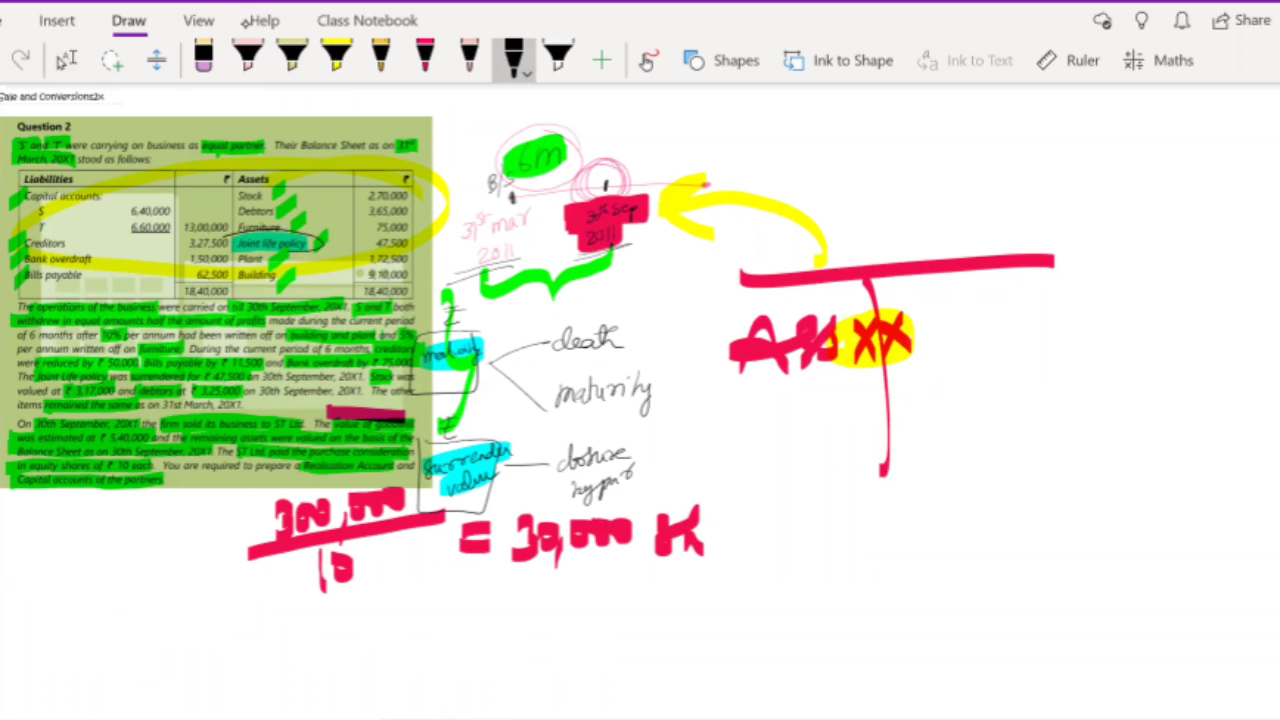 Insert Draw View Help Class Notebook Share
Shapes Ink to Shape Ink to Text Ruler Maths
Sale and Conversions2x
Question 2
'S' and 'T' were carrying on business as equal partner. Their Balance Sheet as on 31st
March, 20X1 stood as follows:
Liabilities ₹ Assets ₹
Capital accounts: Stock 2,70,000
S 6,40,000 Debtors 3,65,000
T 6,60,000 13,00,000 Furniture 75,000
Creditors 3,27,500 Joint life policy 47,500
Bank overdraft 1,50,000 Plant 1,72,500
Bills payable 62,500 Building 9,10,000
18,40,000 18,40,000
The operations of the business were carried on till 30th September, 20X1. S and T both
withdrew in equal amounts half the amount of profits made during the current period
of 6 months after 10% per annum had been written off on building and plant and 5%
per annum written off on furniture. During the current period of 6 months, creditors
were reduced by ₹ 50,000, Bills payable by ₹ 11,500 and Bank overdraft by ₹ 75,000.
The Joint life policy was surrendered for ₹ 47,500 on 30th September, 20X1. Stock was
valued at ₹ 3,17,000 and debtors at ₹ 3,25,000 on 30th September, 20X1. The other
items remained the same as on 31st March, 20X1.
On 30th September, 20X1 the firm sold its business to ST Ltd. The value of goodwill
was estimated at ₹ 5,40,000 and the remaining assets were valued on the basis of the
Balance Sheet as on 30th September, 20X1. The ST Ltd. paid the purchase consideration
in equity shares of ₹ 10 each. You are required to prepare a Realisation Account and
Capital accounts of the partners.
6m
B/S
31st mar
2011
30th Sep
2011
maturity
death
maturity
Surrender
value
closure
300,000
10
= 30,000
XX